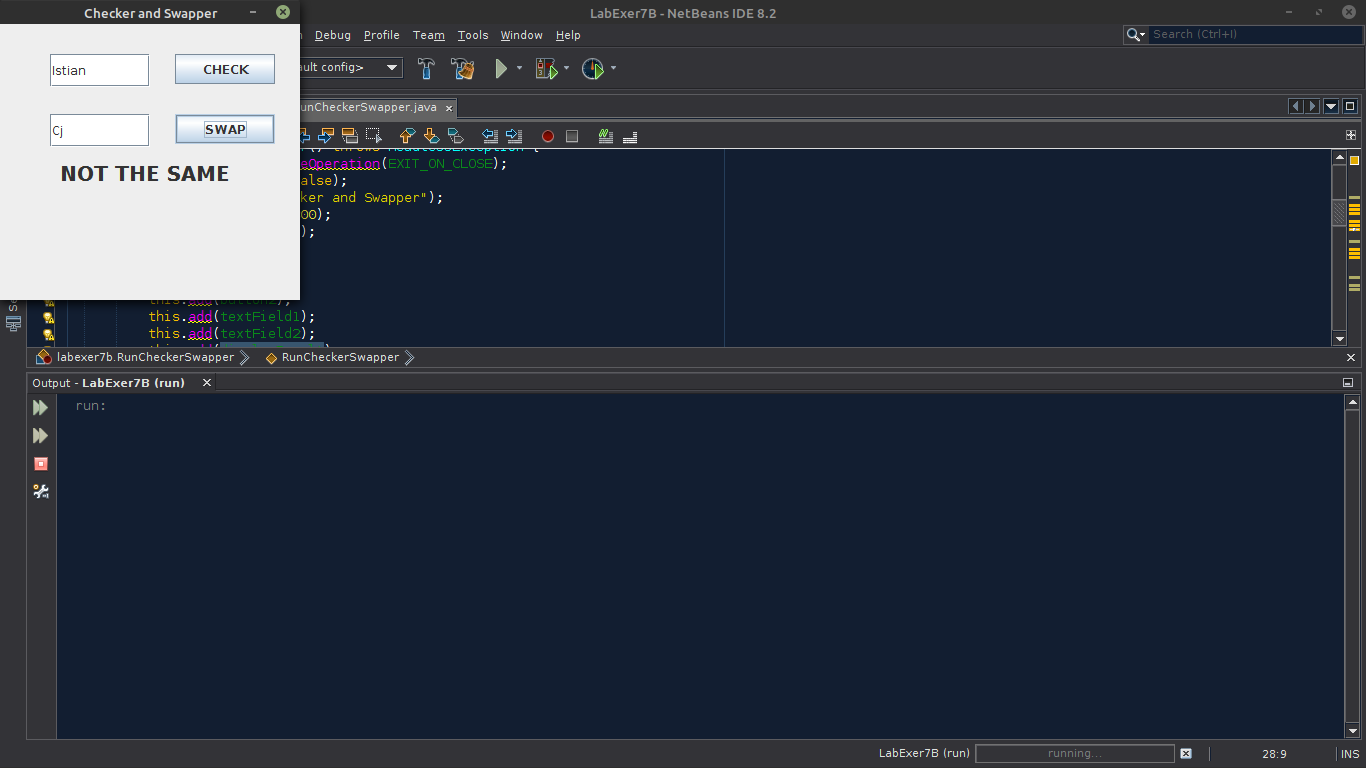 Checker and Swapper
LabExer7B - NetBeans IDE 8.2
Debug Profile Team Tools Window Help
Search (Ctrl+I)
Istian
CHECK
ault config>
unCheckerSwapper.java
Cj
SWAP
NOT THE SAME
eOperation(EXIT_ON_CLOSE);
alse);
ker and Swapper");
00);
);
this.add(button2);
this.add(textField1);
this.add(textField2);
labexer7b.RunCheckerSwapper
RunCheckerSwapper
Output - LabExer7B (run)
run:
LabExer7B (run)
running...
28:9
INS